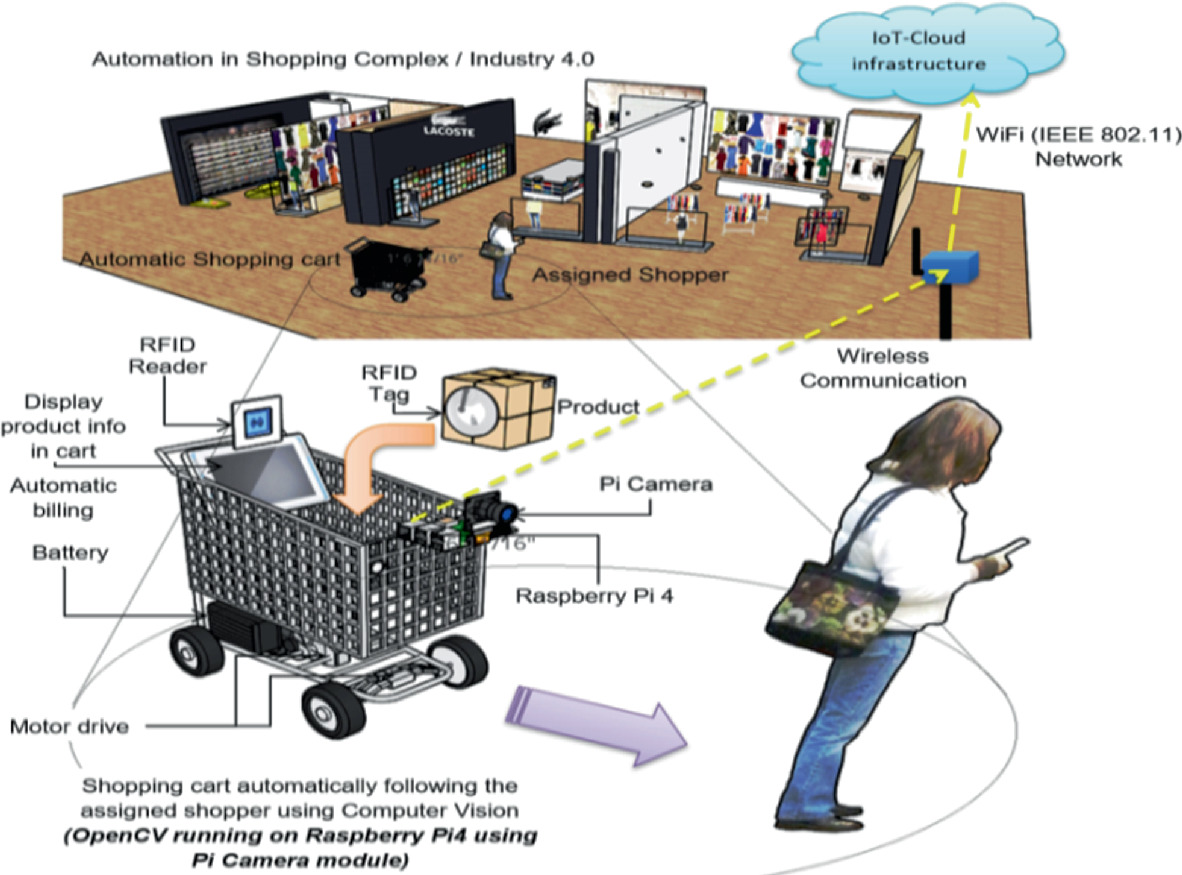 Automation in Shopping Complex / Industry 4.0
IoT-Cloud
infrastructure
WiFi (IEEE 802.11)
Network
LACOSTE
Automatic Shopping cart
Assigned Shopper
Wireless
Communication
RFID
Reader
RFID
Tag
Product
Display
product info
in cart
Automatic
billing
Pi Camera
Battery
Raspberry Pi 4
Motor drive
Shopping cart automatically following the
assigned shopper using Computer Vision
(OpenCV running on Raspberry Pi4 using
Pi Camera module)